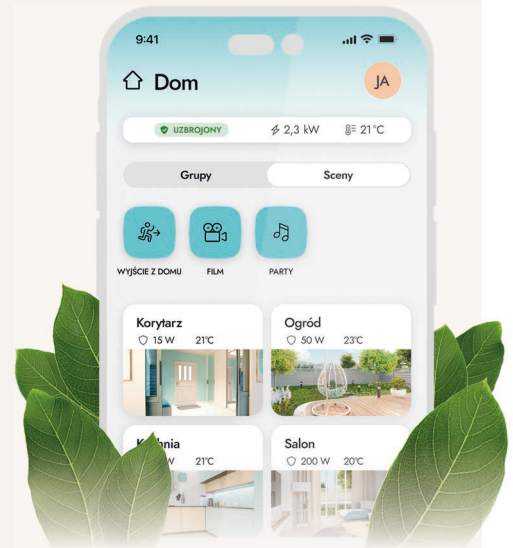 9:41
Dom
JA
UZBROJONY 2,3 kW 21°C
Grupy Sceny
WYJŚCIE Z DOMU FILM PARTY
Korytarz
15 W 21°C
Ogród
50 W 23°C
21°C
Salon
200 W 20°C